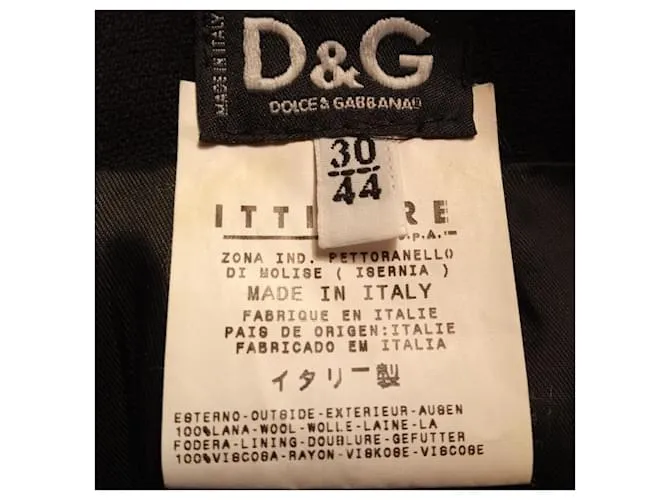 MADE IN ITALY
D&G
DOLCE & GABBANA
30
44
ITTI RE
S.p.A.
ZONA IND. PETTORANELLO
DI MOLISE ( ISERNIA )
MADE IN ITALY
FABRIQUE EN ITALIE
PAIS DE ORIGEN:ITALIE
FABRICADO EM ITALIA
イタリー製
ESTERNO-OUTSIDE-EXTERIEUR-AUSEN
100%LANA-WOOL-WOLLE-LAINE-LA
FODERA-LINING-DOUBLURE-GEFUTTER
100%VISCOSA-RAYON-VISKOSE-VISCOSE